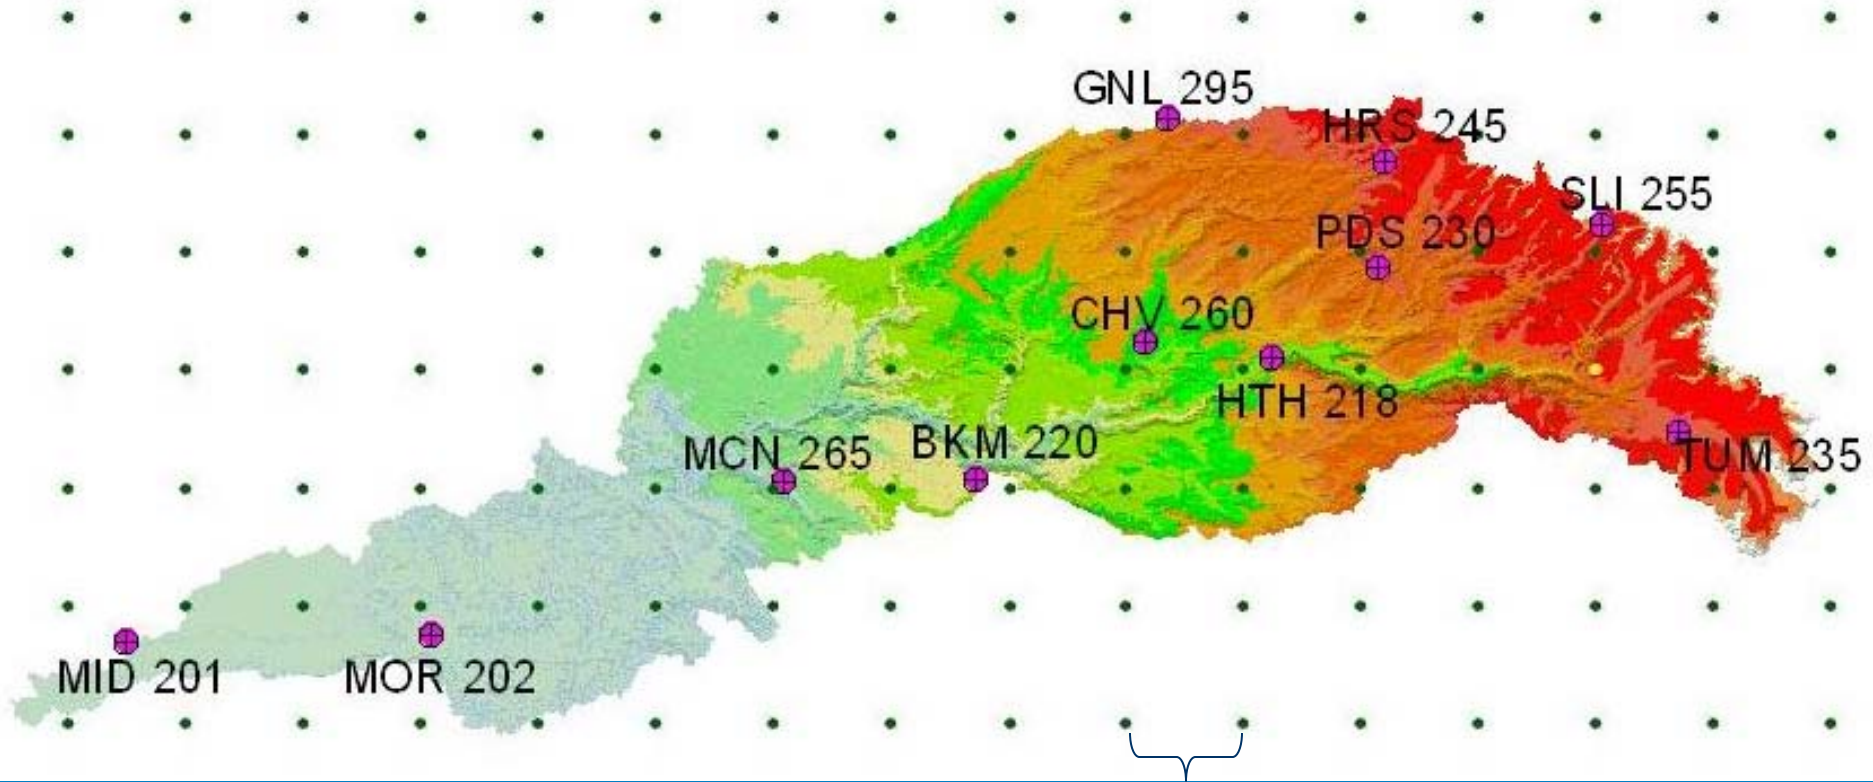 GNL 295
HRS 245
SLI 255
PDS 230
CHV 260
HTH 218
MCN 265
BKM 220
TUM 235
MID 201
MOR 202